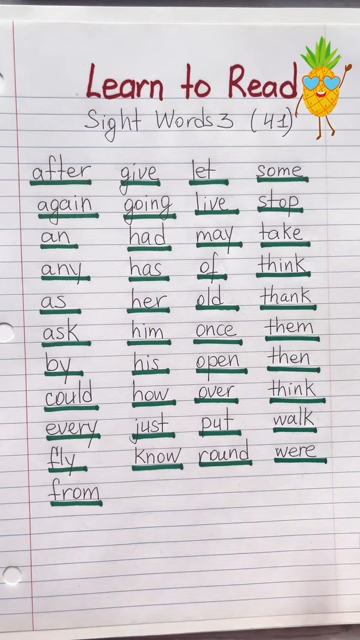 Learn to Read
Sight Words 3 (41)
after give let some
again going live stop
an had may take
any has of think
as her old thank
ask him once them
by his open then
could how over think
every just put walk
fly know round were
from